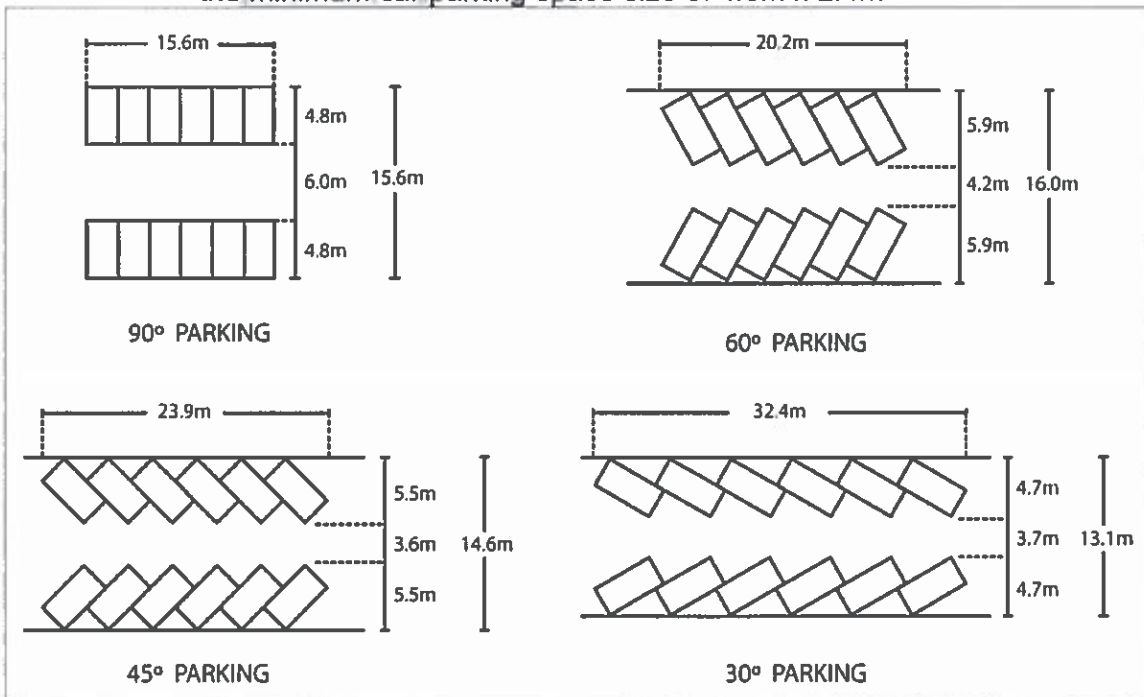 15.6m
4.8m
6.0m
15.6m
4.8m
90º PARKING
20.2m
5.9m
4.2m
16.0m
5.9m
60º PARKING
23.9m
5.5m
3.6m
14.6m
5.5m
45º PARKING
32.4m
4.7m
3.7m
13.1m
4.7m
30º PARKING